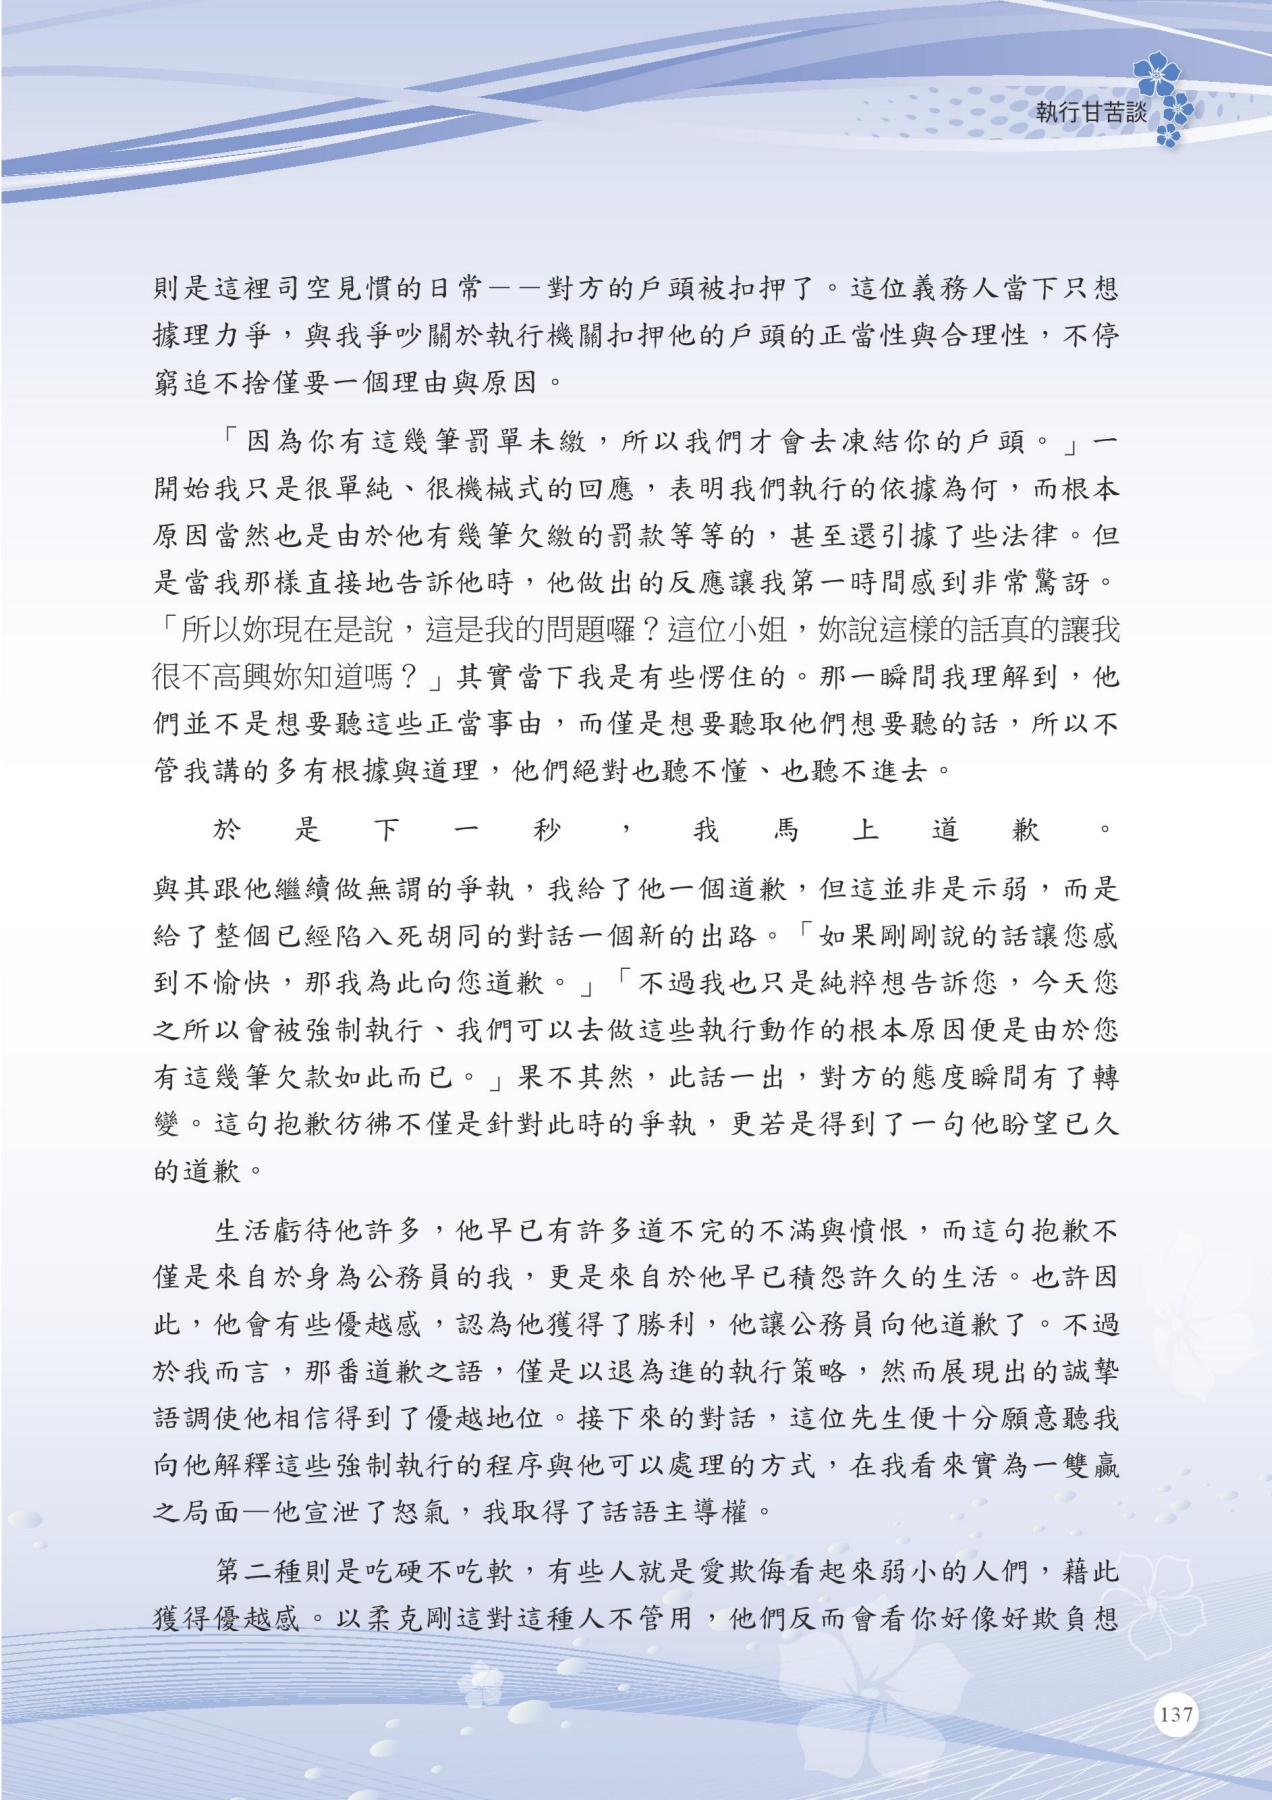 執行甘苦談
則是這裡司空見慣的日常——對方的戶頭被扣押了。這位義務人當下只想
據理力爭，與我爭吵關於執行機關扣押他的戶頭的正當性與合理性，不停
窮追不捨僅要一個理由與原因。
「因為你有這幾筆罰單未繳，所以我們才會去凍結你的戶頭。」一
開始我只是很單純、很機械式的回應，表明我們執行的依據為何，而根本
原因當然也是由於他有幾筆欠繳的罰款等等的，甚至還引據了些法律。但
是當我那樣直接地告訴他時，他做出的反應讓我第一時間感到非常驚訝。
「所以妳現在是說，這是我的問題囉？這位小姐，妳說這樣的話真的讓我
很不高興妳知道嗎？」其實當下我是有些愣住的。那一瞬間我理解到，他
們並不是想要聽這些正當事由，而僅是想要聽取他們想要聽的話，所以不
管我講的多有根據與道理，他們絕對也聽不懂、也聽不進去。
於是下一秒，我馬上道歉。
與其跟他繼續做無謂的爭執，我給了他一個道歉，但這並非是示弱，而是
給了整個已經陷入死胡同的對話一個新的出路。「如果剛剛說的話讓您感
到不愉快，那我為此向您道歉。」「不過我也只是純粹想告訴您，今天您
之所以會被強制執行、我們可以去做這些執行動作的根本原因便是由於您
有這幾筆欠款如此而已。」果不其然，此話一出，對方的態度瞬間有了轉
變。這句抱歉彷彿不僅是針對此時的爭執，更若是得到了一句他盼望已久
的道歉。
生活虧待他許多，他早已有許多道不完的不滿與憤恨，而這句抱歉不
僅是來自於身為公務員的我，更是來自於他早已積怨許久的生活。也許因
此，他會有些優越感，認為他獲得了勝利，他讓公務員向他道歉了。不過
於我而言，那番道歉之語，僅是以退為進的執行策略，然而展現出的誠摯
語調使他相信得到了優越地位。接下來的對話，這位先生便十分願意聽我
向他解釋這些強制執行的程序與他可以處理的方式，在我看來實為一雙贏
之局面—他宣泄了怒氣，我取得了話語主導權。
第二種則是吃硬不吃軟，有些人就是愛欺侮看起來弱小的人們，藉此
獲得優越感。以柔克剛這對這種人不管用，他們反而會看你好像好欺負想
137